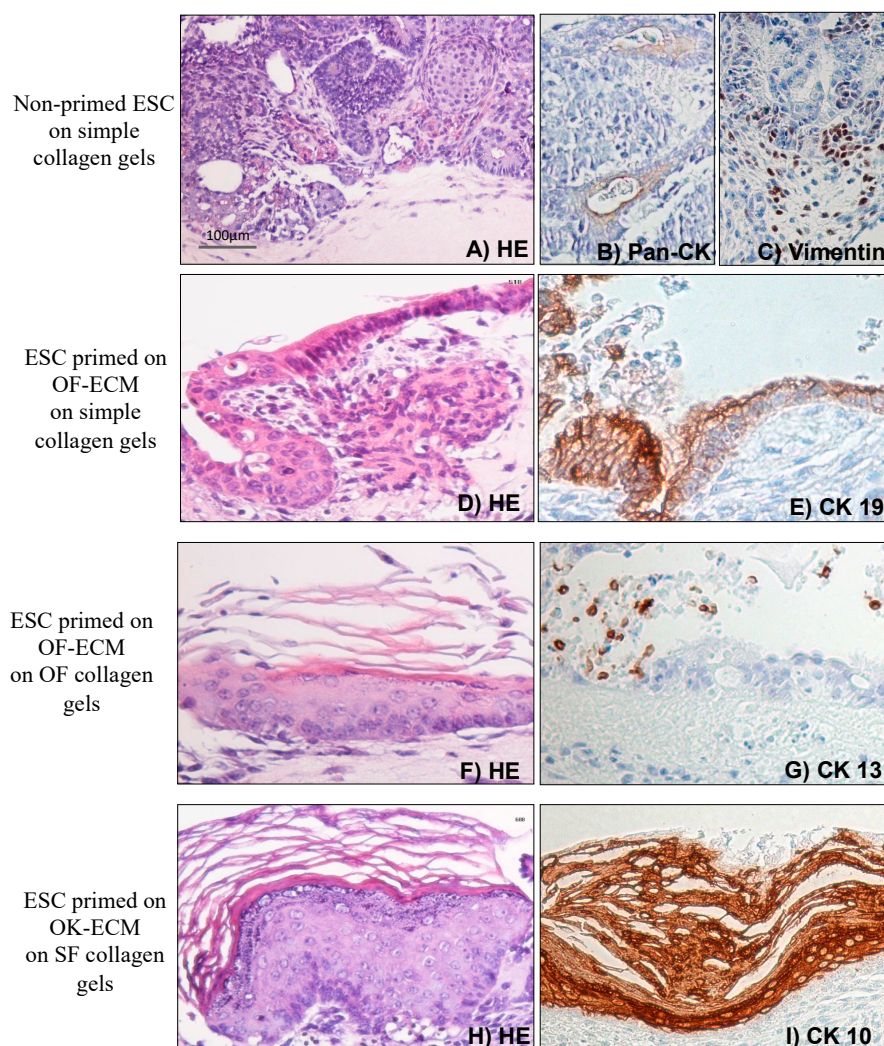 Non-primed ESC
on simple
collagen gels
100µm
A) HE
B) Pan-CK
C) Vimentin
ESC primed on
OF-ECM
on simple
collagen gels
D) HE
E) CK 19
ESC primed on
OF-ECM
on OF collagen
gels
F) HE
G) CK 13
ESC primed on
OK-ECM
on SF collagen
gels
H) HE
I) CK 10